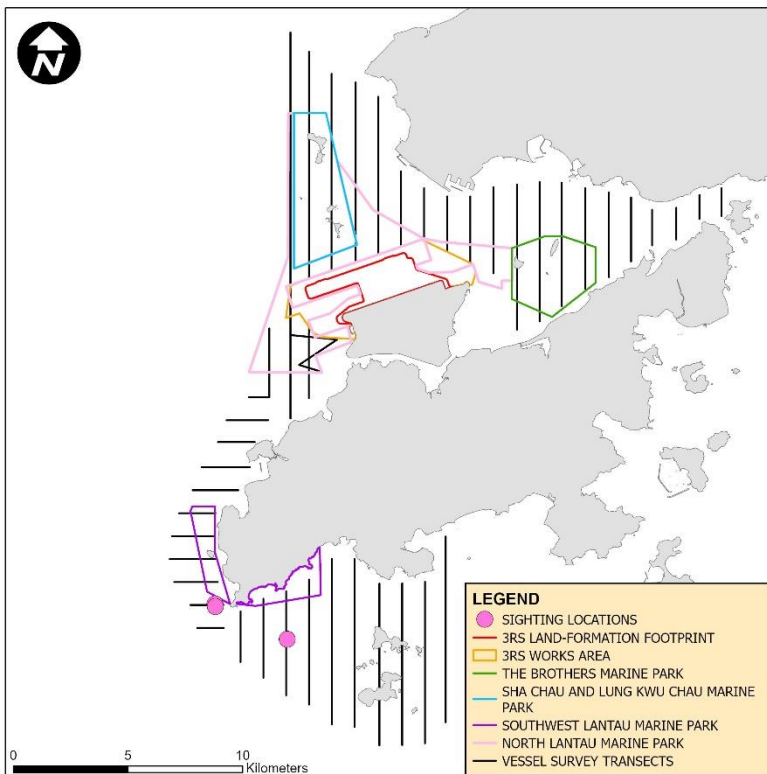 N
LEGEND
SIGHTING LOCATIONS
3RS LAND-FORMATION FOOTPRINT
3RS WORKS AREA
THE BROTHERS MARINE PARK
SHA CHAU AND LUNG KWU CHAU MARINE
PARK
SOUTHWEST LANTAU MARINE PARK
NORTH LANTAU MARINE PARK
VESSEL SURVEY TRANSECTS
0 5 10
Kilometers